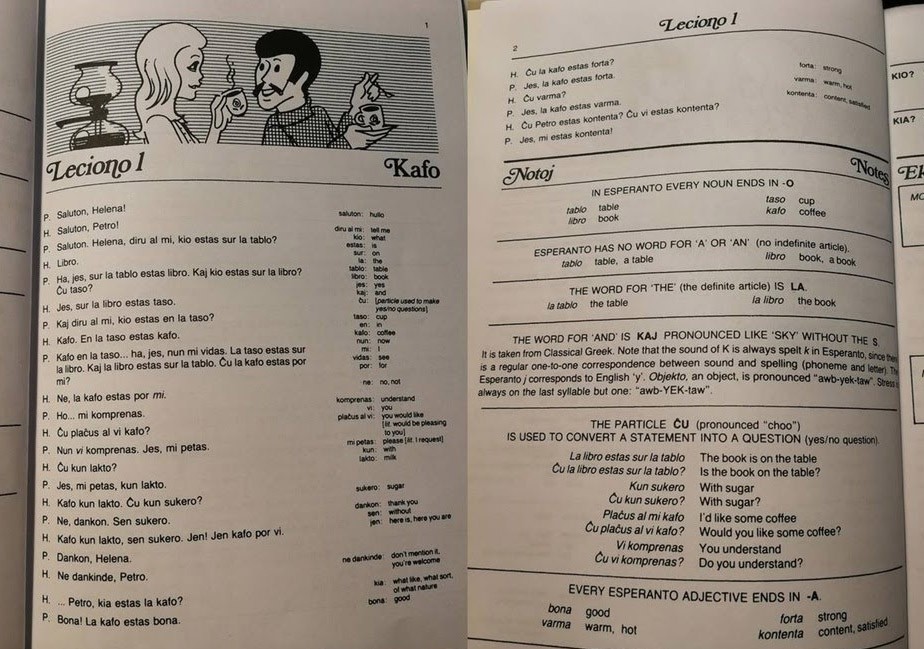 1
Leciono 1 Kafo
P. Saluton, Helena!
H. Saluton, Petro!
P. Saluton. Helena, diru al mi, kio estas sur la tablo?
H. Libro.
P. Ha, jes, sur la tablo estas libro. Kaj kio estas sur la libro?
Ĉu taso?
H. Jes, sur la libro estas taso.
P. Kaj diru al mi, kio estas en la taso?
H. Kafo. En la taso estas kafo.
P. Kafo en la taso... ha, jes, nun mi vidas. La taso estas sur
la libro. Kaj la libro estas sur la tablo. Ĉu la kafo estas por
mi?
H. Ne, la kafo estas por mi.
P. Ho... mi komprenas.
H. Ĉu plaĉus al vi kafo?
P. Nun vi komprenas. Jes, mi petas.
H. Ĉu kun lakto?
P. Jes, mi petas, kun lakto.
H. Kafo kun lakto. Ĉu kun sukero?
P. Ne, dankon. Sen sukero.
H. Kafo kun lakto, sen sukero. Jen! Jen kafo por vi.
P. Dankon, Helena.
H. Ne dankinde, Petro.
H. ... Petro, kia estas la kafo?
P. Bona! La kafo estas bona.
saluton: hullo
diru al mi: tell me
kio: what
estas: is
sur: on
la: the
tablo: table
libro: book
jes: yes
kaj: and
ĉu: [particle used to make
yes/no questions]
taso: cup
en: in
kafo: coffee
nun: now
mi: I
vidas: see
por: for
ne: no, not
komprenas: understand
vi: you
plaĉus al vi: you would like
[lit. would be pleasing
to you]
mi petas: please [lit. I request]
kun: with
lakto: milk
sukero: sugar
dankon: thank you
sen: without
jen: here is, here you are
ne dankinde: don't mention it,
you're welcome
kia: what like, what sort,
of what nature
bona: good
2
Leciono 1
H. Ĉu la kafo estas forta?
P. Jes, la kafo estas forta.
H. Ĉu varma?
P. Jes, la kafo estas varma.
H. Ĉu Petro estas kontenta? Ĉu vi estas kontenta?
P. Jes, mi estas kontenta!
forta: strong
varma: warm, hot
kontenta: content, satisfied
Notoj Notes
IN ESPERANTO EVERY NOUN ENDS IN -O
tablo table taso cup
libro book kafo coffee
ESPERANTO HAS NO WORD FOR 'A' OR 'AN' (no indefinite article).
tablo table, a table libro book, a book
THE WORD FOR 'THE' (the definite article) IS LA.
la tablo the table la libro the book
THE WORD FOR 'AND' IS KAJ PRONOUNCED LIKE 'SKY' WITHOUT THE S.
It is taken from Classical Greek. Note that the sound of K is always spelt k in Esperanto, since there
is a regular one-to-one correspondence between sound and spelling (phoneme and letter). The
Esperanto j corresponds to English 'y'. Objekto, an object, is pronounced "awb-yek-taw". Stress is
always on the last syllable but one: "awb-YEK-taw".
THE PARTICLE ĈU (pronounced "choo")
IS USED TO CONVERT A STATEMENT INTO A QUESTION (yes/no question).
La libro estas sur la tablo The book is on the table
Ĉu la libro estas sur la tablo? Is the book on the table?
Kun sukero With sugar
Ĉu kun sukero? With sugar?
Plaĉus al mi kafo I'd like some coffee
Ĉu plaĉus al vi kafo? Would you like some coffee?
Vi komprenas You understand
Ĉu vi komprenas? Do you understand?
EVERY ESPERANTO ADJECTIVE ENDS IN -A.
bona good forta strong
varma warm, hot kontenta content, satisfied
KIO?
KIA?